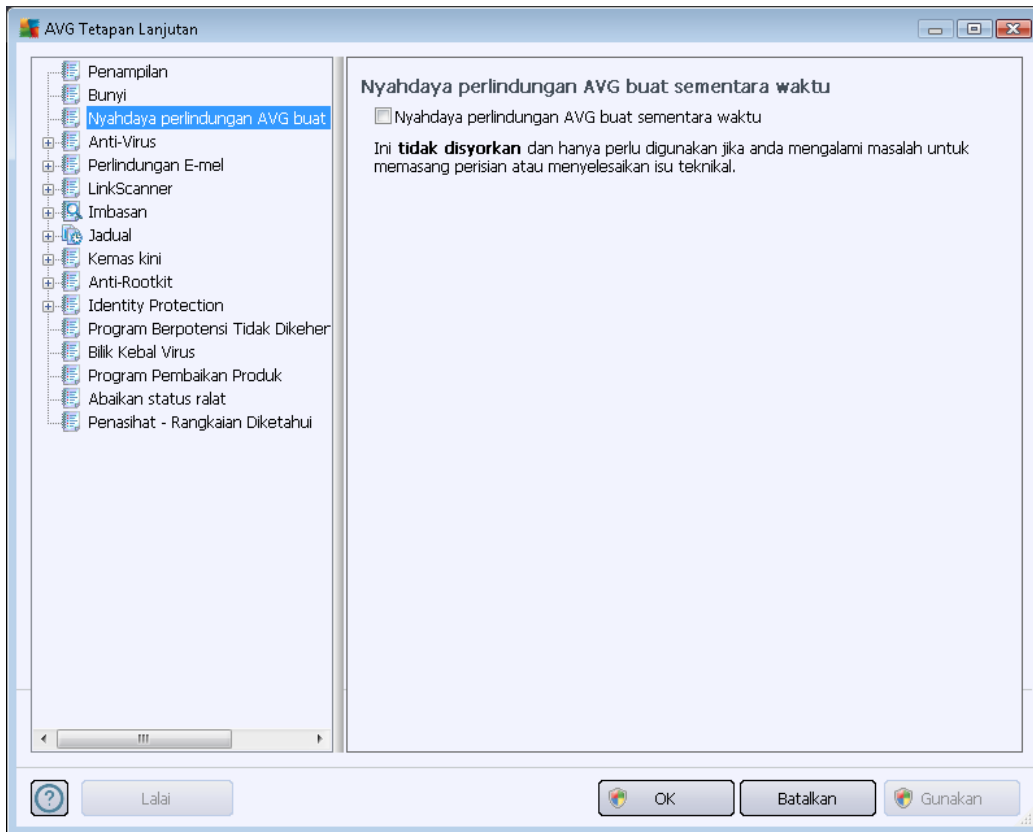 AVG Tetapan Lanjutan
Penampilan
Bunyi
Nyahdaya perlindungan AVG buat
Anti-Virus
Perlindungan E-mel
LinkScanner
Imbasan
Jadual
Kemas kini
Anti-Rootkit
Identity Protection
Program Berpotensi Tidak Dikeher
Bilik Kebal Virus
Program Pembaikan Produk
Abaikan status ralat
Penasihat - Rangkaian Diketahui
Nyahdaya perlindungan AVG buat sementara waktu
Nyahdaya perlindungan AVG buat sementara waktu
Ini tidak disyorkan dan hanya perlu digunakan jika anda mengalami masalah untuk
memasang perisian atau menyelesaikan isu teknikal.
Lalai
OK
Batalkan
Gunakan